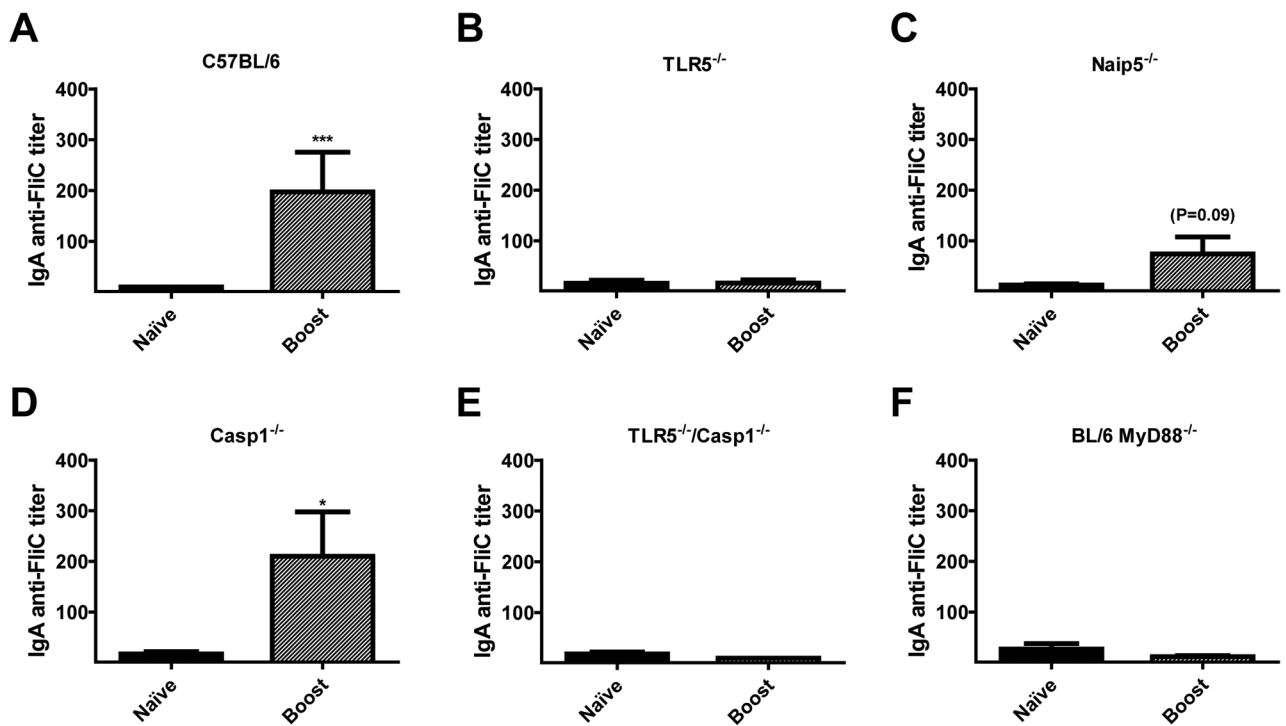 A
C57BL/6
IgA anti-FliC titer
400
300
200
100
***
Naïve
Boost
B
TLR5-/-
IgA anti-FliC titer
400
300
200
100
Naïve
Boost
C
Naip5-/-
IgA anti-FliC titer
400
300
200
100
(P=0.09)
Naïve
Boost
D
Casp1-/-
IgA anti-FliC titer
400
300
200
100
*
Naïve
Boost
E
TLR5-/-/Casp1-/-
IgA anti-FliC titer
400
300
200
100
Naïve
Boost
F
BL/6 MyD88-/-
IgA anti-FliC titer
400
300
200
100
Naïve
Boost